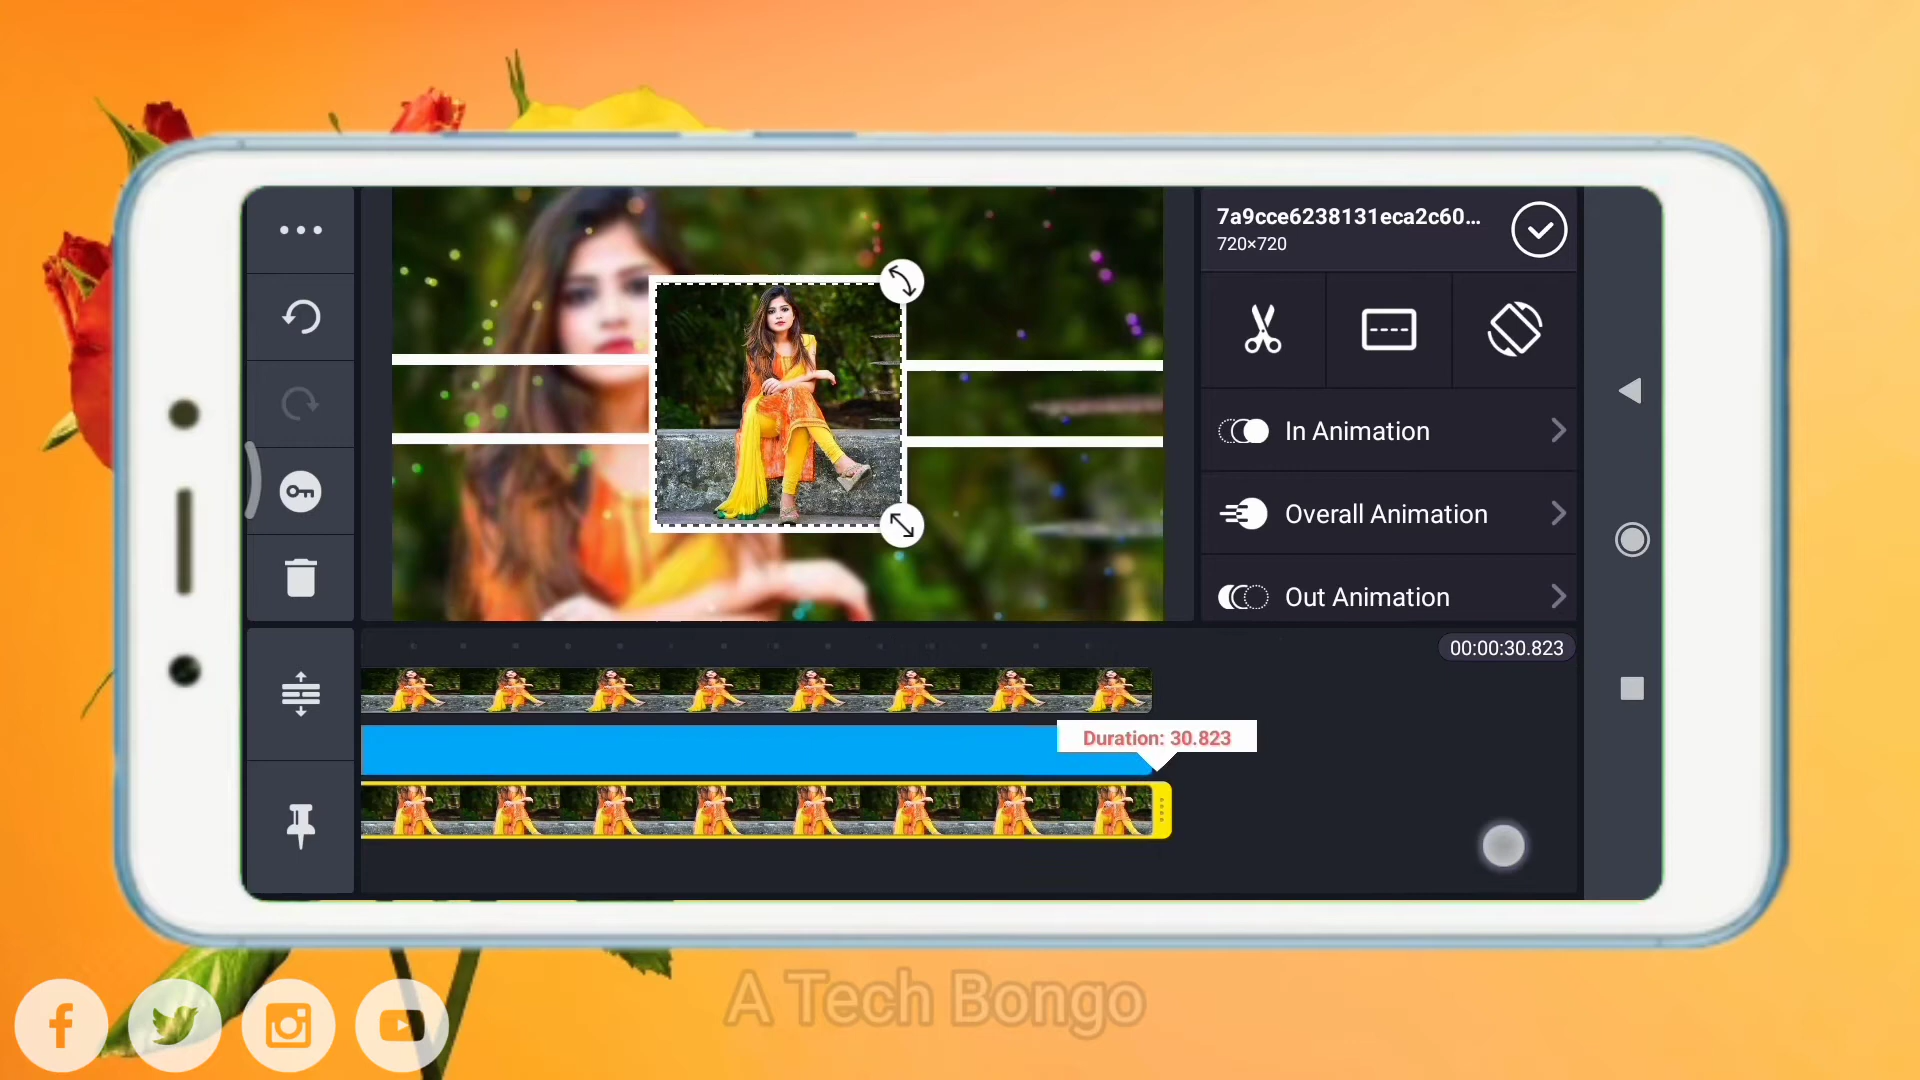 7a9cce6238131eca2c60...
720×720
In Animation
Overall Animation
Out Animation
00:00:30.823
Duration: 30.823
A Tech Bongo